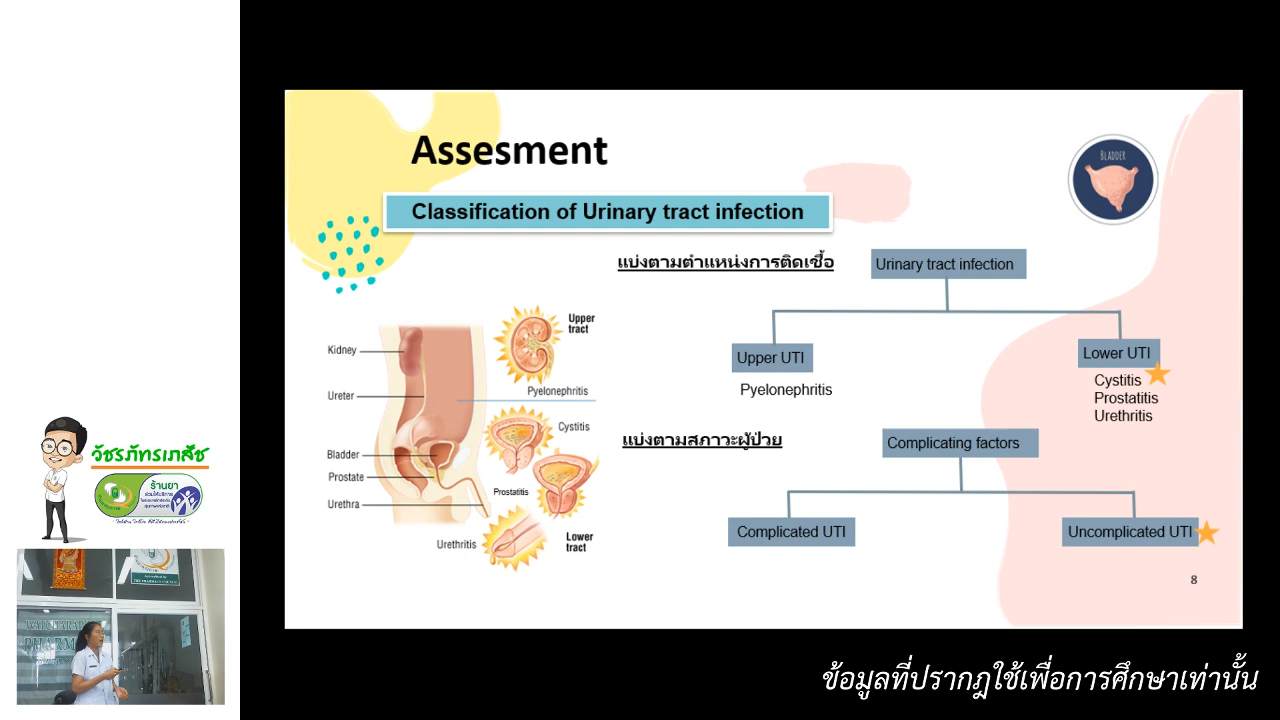 Assesment
BLADDER
Classification of Urinary tract infection
แบ่งตามตำแหน่งการติดเชื้อ
Urinary tract infection
Upper UTI
Pyelonephritis
Lower UTI
Cystitis
Prostatitis
Urethritis
Kidney
Ureter
Bladder
Prostate
Urethra
Upper
tract
Pyelonephritis
Cystitis
Prostatitis
Urethritis
Lower
tract
แบ่งตามสภาวะผู้ป่วย
Complicating factors
Complicated UTI
Uncomplicated UTI
8
วัชรภัทรเภสัช
ร้านยา
ข้อมูลที่ปรากฎใช้เพื่อการศึกษาเท่านั้น